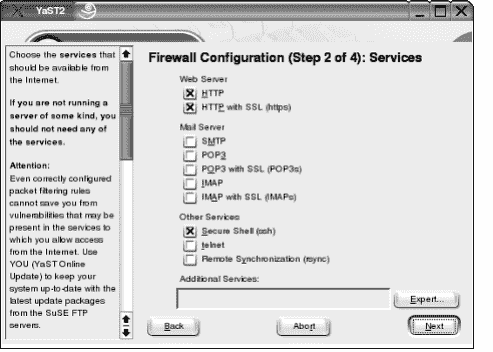 YaST2
Choose the services that
should be available from
the Internet.
If you are not running a
server of some kind, you
should not need any of
the services.
Attention:
Even correctly configured
packet filtering rules
cannot save you from
vulnerabilities that may be
present in the services to
which you allow access
from the Internet. Use
YOU (YaST Online
Update) to keep your
system up-to-date with the
latest update packages
from the SuSE FTP
servers.
Firewall Configuration (Step 2 of 4): Services
Web Server
HTTP
HTTP with SSL (https)
Mail Server
SMTP
POP3
POP3 with SSL (POP3s)
IMAP
IMAP with SSL (IMAPs)
Other Services
Secure Shell (ssh)
telnet
Remote Synchronization (rsync)
Additional Services:
Expert...
Back
Abort
Next